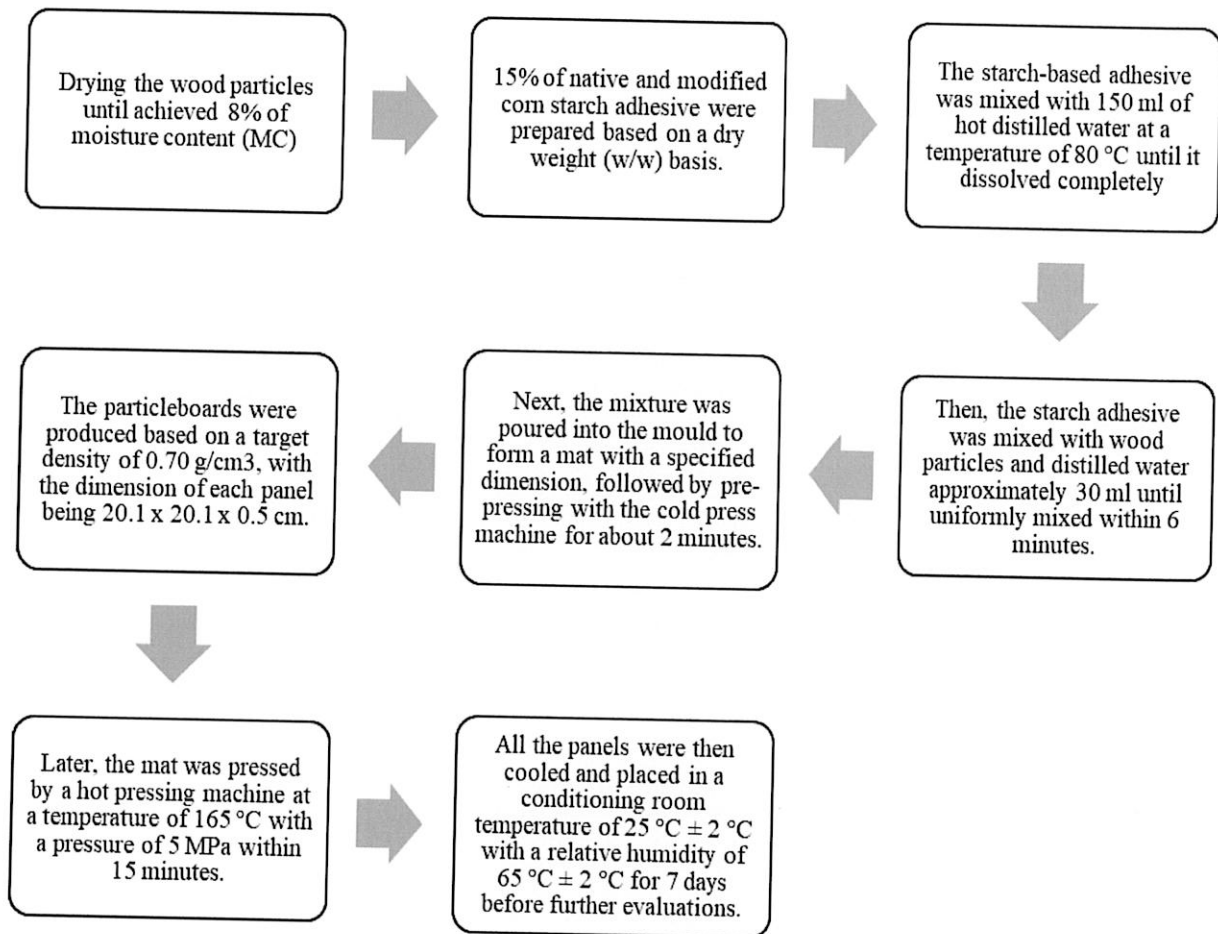 Drying the wood particles
until achieved 8% of
moisture content (MC)
15% of native and modified
corn starch adhesive were
prepared based on a dry
weight (w/w) basis.
The starch-based adhesive
was mixed with 150 ml of
hot distilled water at a
temperature of 80 °C until it
dissolved completely
Then, the starch adhesive
was mixed with wood
particles and distilled water
approximately 30 ml until
uniformly mixed within 6
minutes.
Next, the mixture was
poured into the mould to
form a mat with a specified
dimension, followed by pre-
pressing with the cold press
machine for about 2 minutes.
The particleboards were
produced based on a target
density of 0.70 g/cm3, with
the dimension of each panel
being 20.1 x 20.1 x 0.5 cm.
Later, the mat was pressed
by a hot pressing machine at
a temperature of 165 °C with
a pressure of 5 MPa within
15 minutes.
All the panels were then
cooled and placed in a
conditioning room
temperature of 25 °C ± 2 °C
with a relative humidity of
65 °C ± 2 °C for 7 days
before further evaluations.